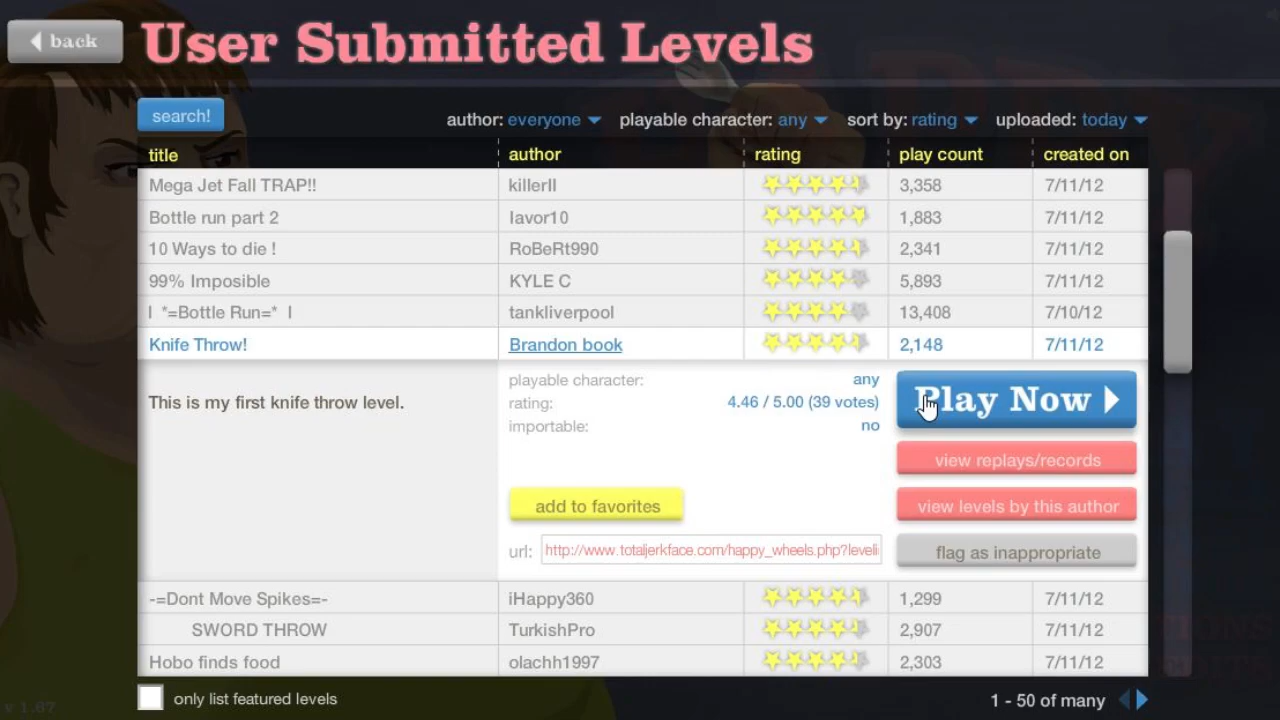 back
User Submitted Levels
search!
author: everyone playable character: any sort by: rating uploaded: today
title author rating play count created on
Mega Jet Fall TRAP!! killerII 3,358 7/11/12
Bottle run part 2 lavor10 1,883 7/11/12
10 Ways to die ! RoBeRt990 2,341 7/11/12
99% Imposible KYLE C 5,893 7/11/12
I *=Bottle Run=* I tankliverpool 13,408 7/10/12
Knife Throw! Brandon book 2,148 7/11/12
This is my first knife throw level.
playable character: any
rating: 4.46 / 5.00 (39 votes)
importable: no
Play Now
view replays/records
add to favorites
view levels by this author
url: http://www.totaljerkface.com/happy_wheels.php?leveli
flag as inappropriate
-=Dont Move Spikes=- iHappy360 1,299 7/11/12
SWORD THROW TurkishPro 2,907 7/11/12
Hobo finds food olachh1997 2,303 7/11/12
only list featured levels
1 - 50 of many
v 1.67